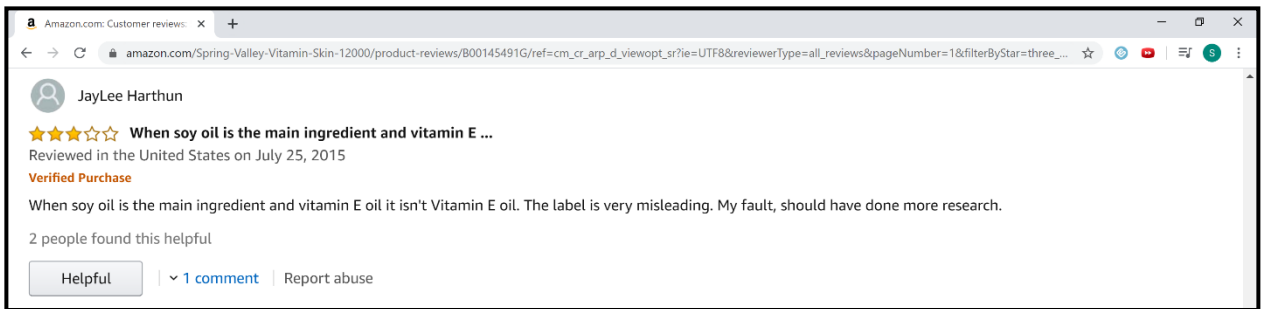 a Amazon.com: Customer reviews:
amazon.com/Spring-Valley-Vitamin-Skin-12000/product-reviews/B00145491G/ref=cm_cr_arp_d_viewopt_sr?ie=UTF8&reviewerType=all_reviews&pageNumber=1&filterByStar=three_... S
JayLee Harthun
When soy oil is the main ingredient and vitamin E ...
Reviewed in the United States on July 25, 2015
Verified Purchase
When soy oil is the main ingredient and vitamin E oil it isn't Vitamin E oil. The label is very misleading. My fault, should have done more research.
2 people found this helpful
Helpful 1 comment Report abuse